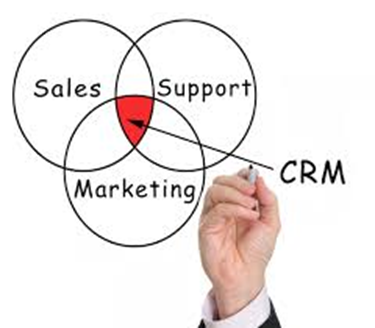 Sales
Support
CRM
Marketing